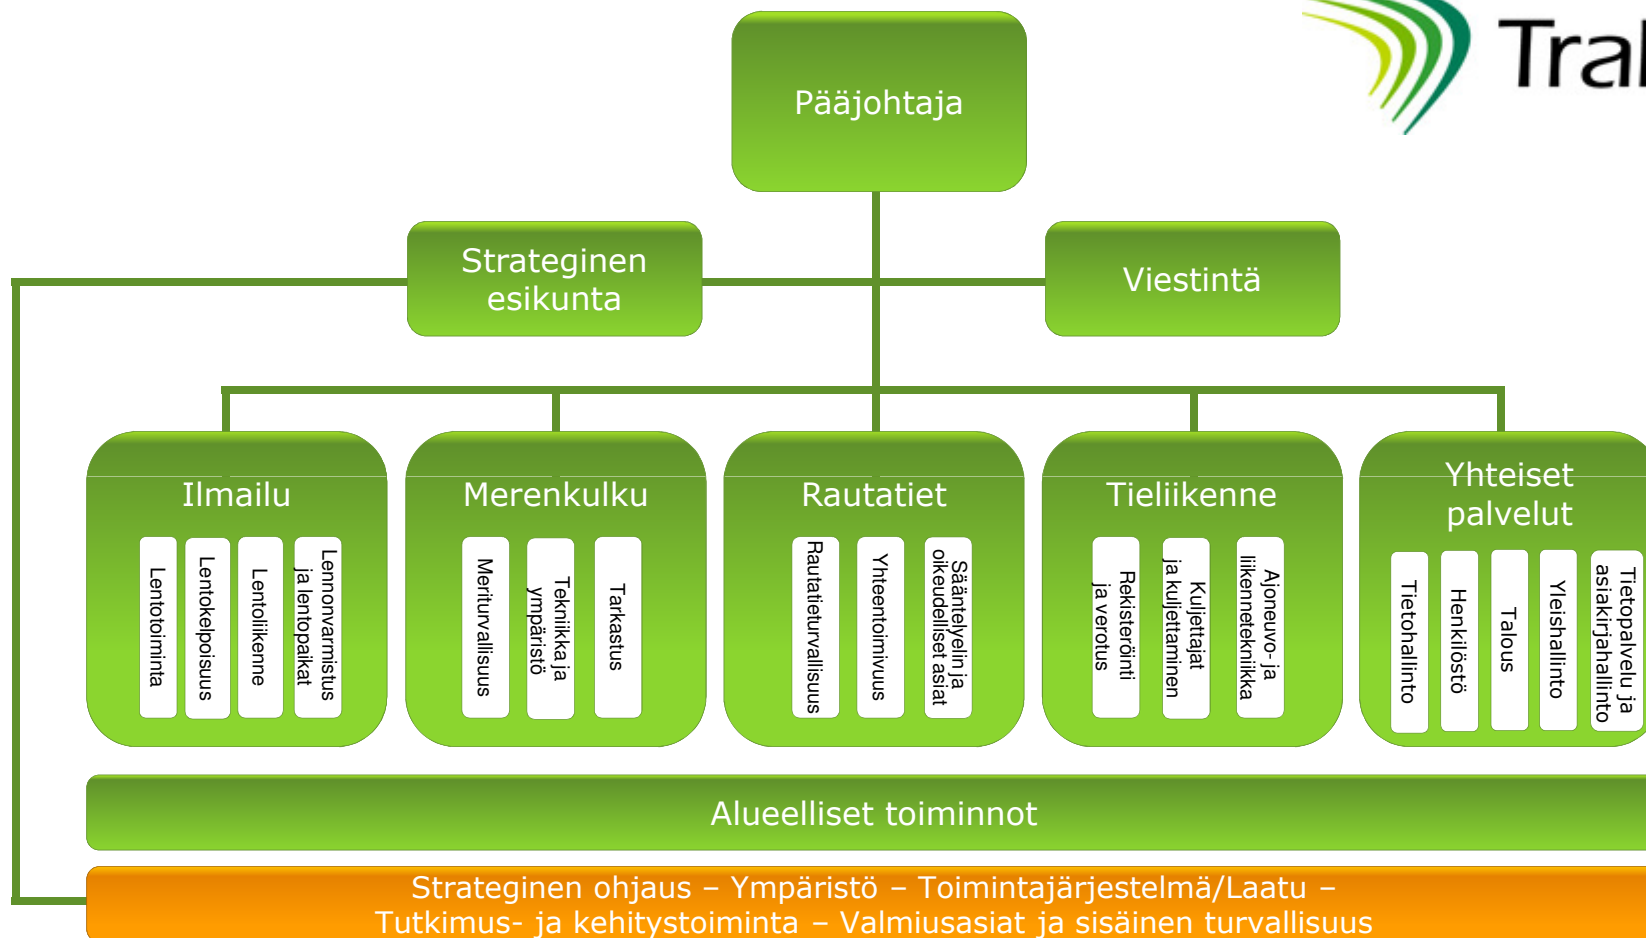 Pääjohtaja
Strateginen
esikunta
Viestintä
Ilmailu
Lentotoiminta
Lentokelpoisuus
Lentoliikenne
Lennonvarmistus
ja lentopaikat
Merenkulku
Meriturvallisuus
Tekniikka ja
ympäristö
Tarkastus
Rautatiet
Rautatieturvallisuus
Yhteentoimivuus
Sääntelyelin ja
oikeudelliset asiat
Tieliikenne
Rekisteröinti
ja verotus
Kuljettajat
ja kuljettaminen
Ajoneuvo- ja
liikennetekniikka
Yhteiset
palvelut
Tietohallinto
Henkilöstö
Talous
Yleishallinto
Tietopalvelu ja
asiakirjahallinto
Alueelliset toiminnot
Strateginen ohjaus – Ympäristö – Toimintajärjestelmä/Laatu –
Tutkimus- ja kehitystoiminta – Valmiusasiat ja sisäinen turvallisuus